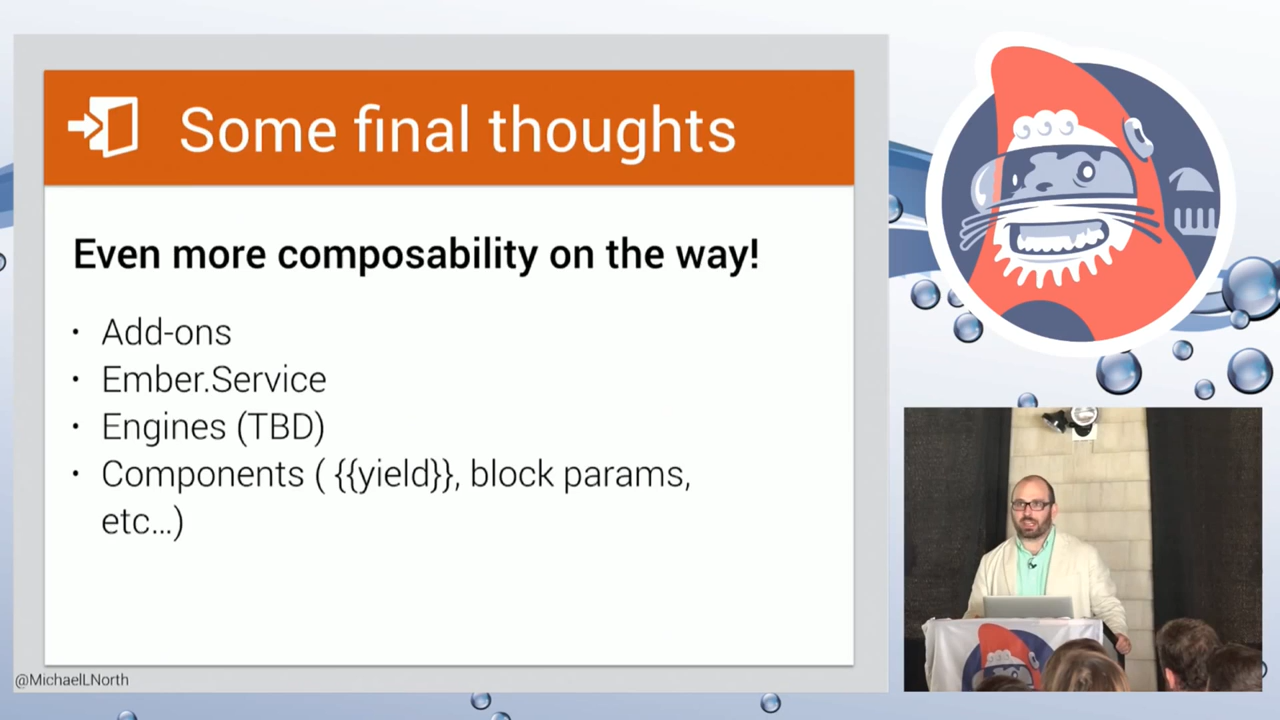 Some final thoughts
Even more composability on the way!
• Add-ons
• Ember.Service
• Engines (TBD)
• Components ( {{yield}}, block params,
etc...)
@MichaelLNorth